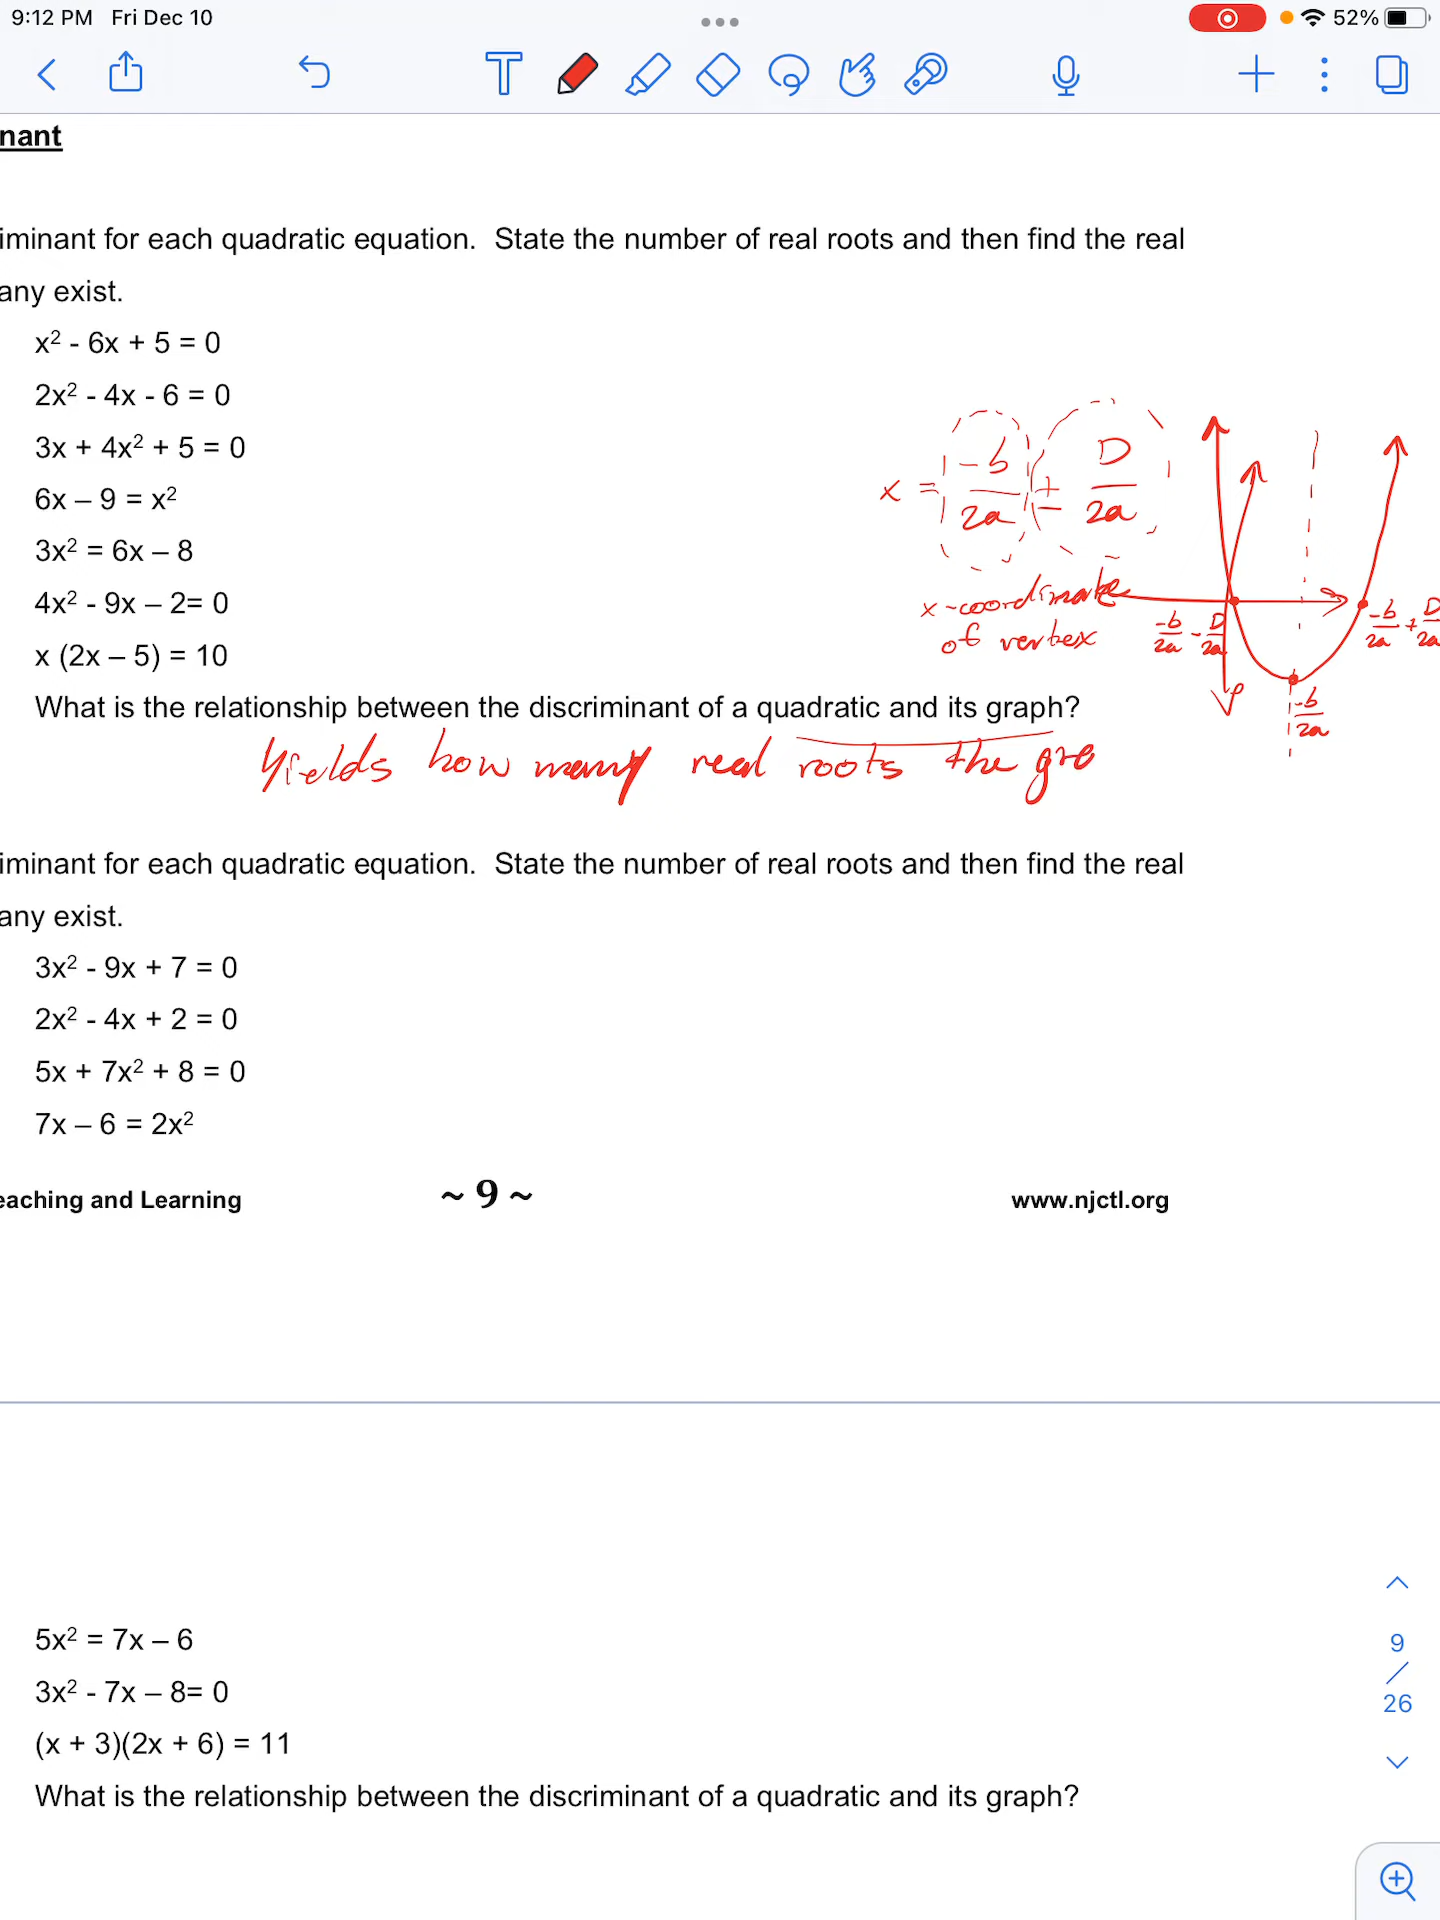 9:12 PM Fri Dec 10
52%
nant
iminant for each quadratic equation. State the number of real roots and then find the real
any exist.
x² - 6x + 5 = 0
2x² - 4x - 6 = 0
3x + 4x² + 5 = 0
6x – 9 = x²
3x² = 6x – 8
4x² - 9x – 2= 0
x (2x – 5) = 10
x = -b/2a ± D/2a
x-coordinate
of vertex
-b/2a - D/2a
-b/2a + D/2a
-b/2a
What is the relationship between the discriminant of a quadratic and its graph?
Yields how many real roots the gra
iminant for each quadratic equation. State the number of real roots and then find the real
any exist.
3x² - 9x + 7 = 0
2x² - 4x + 2 = 0
5x + 7x² + 8 = 0
7x – 6 = 2x²
eaching and Learning ~ 9 ~ www.njctl.org
5x² = 7x – 6
3x² - 7x – 8= 0
(x + 3)(2x + 6) = 11
What is the relationship between the discriminant of a quadratic and its graph?
9
/
26